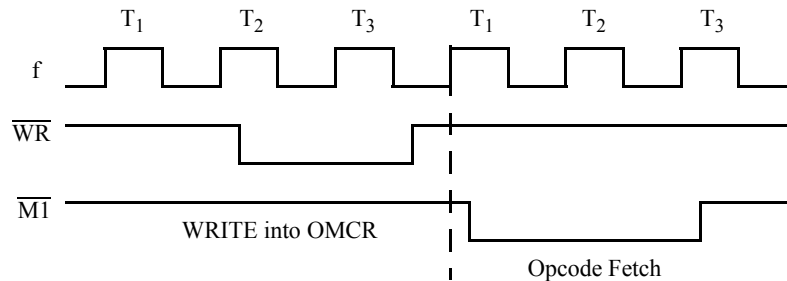 T1 T2 T3 T1 T2 T3
f
WR
M1
WRITE into OMCR
Opcode Fetch